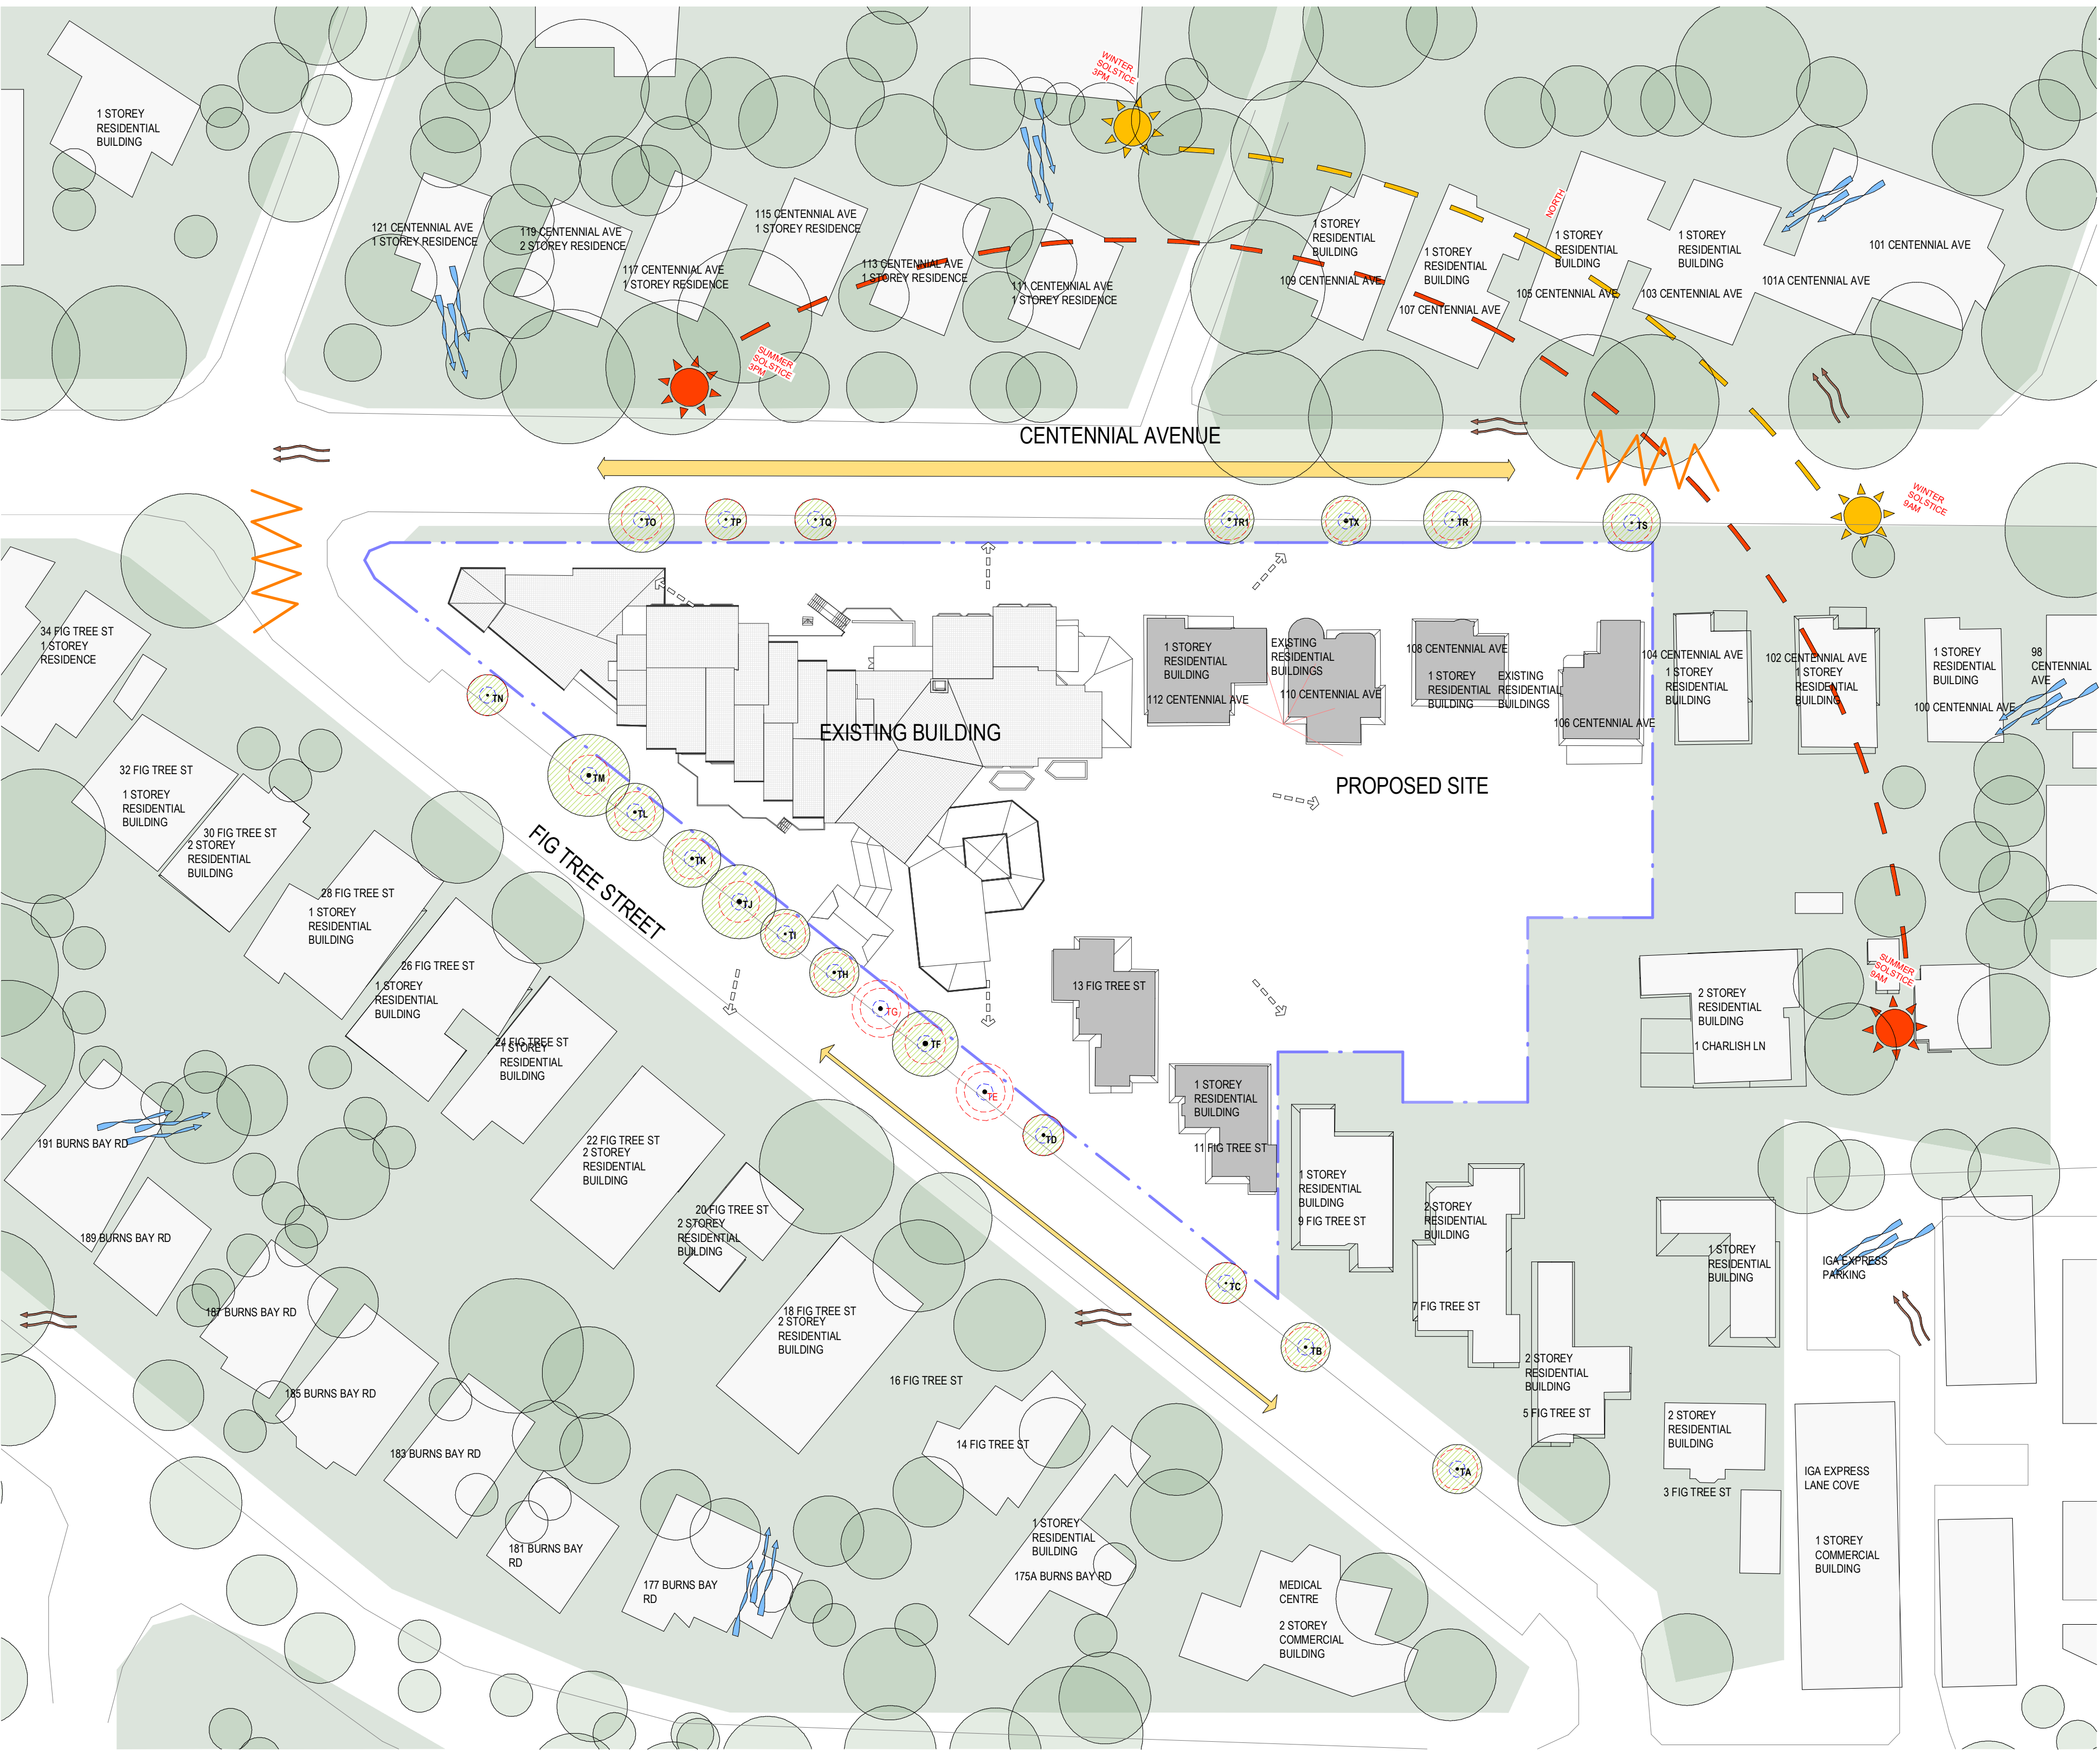 WINTER
SOLSTICE
3PM
1 STOREY
RESIDENTIAL
BUILDING
NORTH
121 CENTENNIAL AVE
1 STOREY RESIDENCE
119 CENTENNIAL AVE
2 STOREY RESIDENCE
117 CENTENNIAL AVE
1 STOREY RESIDENCE
115 CENTENNIAL AVE
1 STOREY RESIDENCE
113 CENTENNIAL AVE
1 STOREY RESIDENCE
111 CENTENNIAL AVE
1 STOREY RESIDENCE
1 STOREY
RESIDENTIAL
BUILDING
109 CENTENNIAL AVE
1 STOREY
RESIDENTIAL
BUILDING
107 CENTENNIAL AVE
1 STOREY
RESIDENTIAL
BUILDING
105 CENTENNIAL AVE
1 STOREY
RESIDENTIAL
BUILDING
103 CENTENNIAL AVE
101 CENTENNIAL AVE
101A CENTENNIAL AVE
SUMMER
SOLSTICE
3PM
CENTENNIAL AVENUE
WINTER
SOLSTICE
9AM
TO
TP
TQ
TR1
TX
TR
TS
34 FIG TREE ST
1 STOREY
RESIDENCE
1 STOREY
RESIDENTIAL
BUILDING
112 CENTENNIAL AVE
EXISTING
RESIDENTIAL
BUILDINGS
110 CENTENNIAL AVE
108 CENTENNIAL AVE
1 STOREY
RESIDENTIAL
BUILDING
EXISTING
RESIDENTIAL
BUILDINGS
106 CENTENNIAL AVE
104 CENTENNIAL AVE
1 STOREY
RESIDENTIAL
BUILDING
102 CENTENNIAL AVE
1 STOREY
RESIDENTIAL
BUILDING
1 STOREY
RESIDENTIAL
BUILDING
100 CENTENNIAL AVE
98
CENTENNIAL
AVE
TN
EXISTING BUILDING
PROPOSED SITE
32 FIG TREE ST
1 STOREY
RESIDENTIAL
BUILDING
TM
TL
30 FIG TREE ST
2 STOREY
RESIDENTIAL
BUILDING
FIG TREE STREET
TK
28 FIG TREE ST
1 STOREY
RESIDENTIAL
BUILDING
TJ
TI
TH
26 FIG TREE ST
1 STOREY
RESIDENTIAL
BUILDING
TG
TF
13 FIG TREE ST
SUMMER
SOLSTICE
9AM
2 STOREY
RESIDENTIAL
BUILDING
1 CHARLISH LN
24 FIG TREE ST
1 STOREY
RESIDENTIAL
BUILDING
TE
TD
1 STOREY
RESIDENTIAL
BUILDING
11 FIG TREE ST
191 BURNS BAY RD
22 FIG TREE ST
2 STOREY
RESIDENTIAL
BUILDING
1 STOREY
RESIDENTIAL
BUILDING
9 FIG TREE ST
20 FIG TREE ST
2 STOREY
RESIDENTIAL
BUILDING
2 STOREY
RESIDENTIAL
BUILDING
7 FIG TREE ST
189 BURNS BAY RD
1 STOREY
RESIDENTIAL
BUILDING
IGA EXPRESS
PARKING
TC
187 BURNS BAY RD
18 FIG TREE ST
2 STOREY
RESIDENTIAL
BUILDING
TB
2 STOREY
RESIDENTIAL
BUILDING
5 FIG TREE ST
16 FIG TREE ST
185 BURNS BAY RD
2 STOREY
RESIDENTIAL
BUILDING
3 FIG TREE ST
183 BURNS BAY RD
14 FIG TREE ST
TA
IGA EXPRESS
LANE COVE
1 STOREY
COMMERCIAL
BUILDING
181 BURNS BAY
RD
1 STOREY
RESIDENTIAL
BUILDING
175A BURNS BAY RD
177 BURNS BAY
RD
MEDICAL
CENTRE
2 STOREY
COMMERCIAL
BUILDING